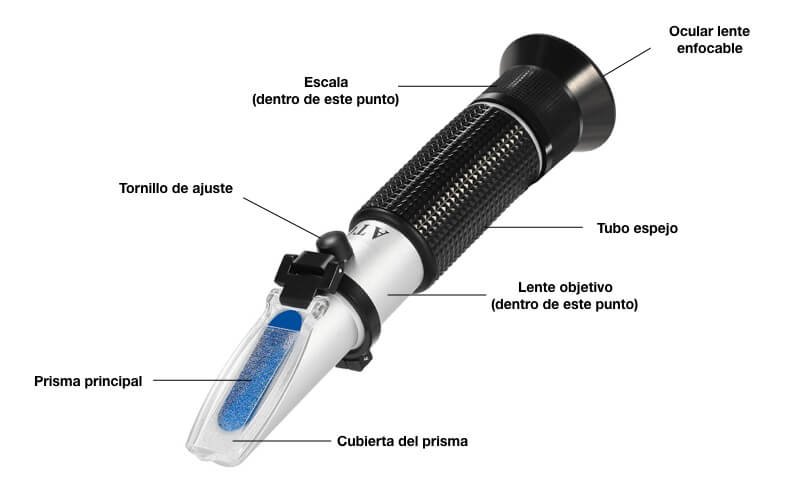 Ocular lente
enfocable
Escala
(dentro de este punto)
Tornillo de ajuste
AT
Tubo espejo
Lente objetivo
(dentro de este punto)
Prisma principal
Cubierta del prisma